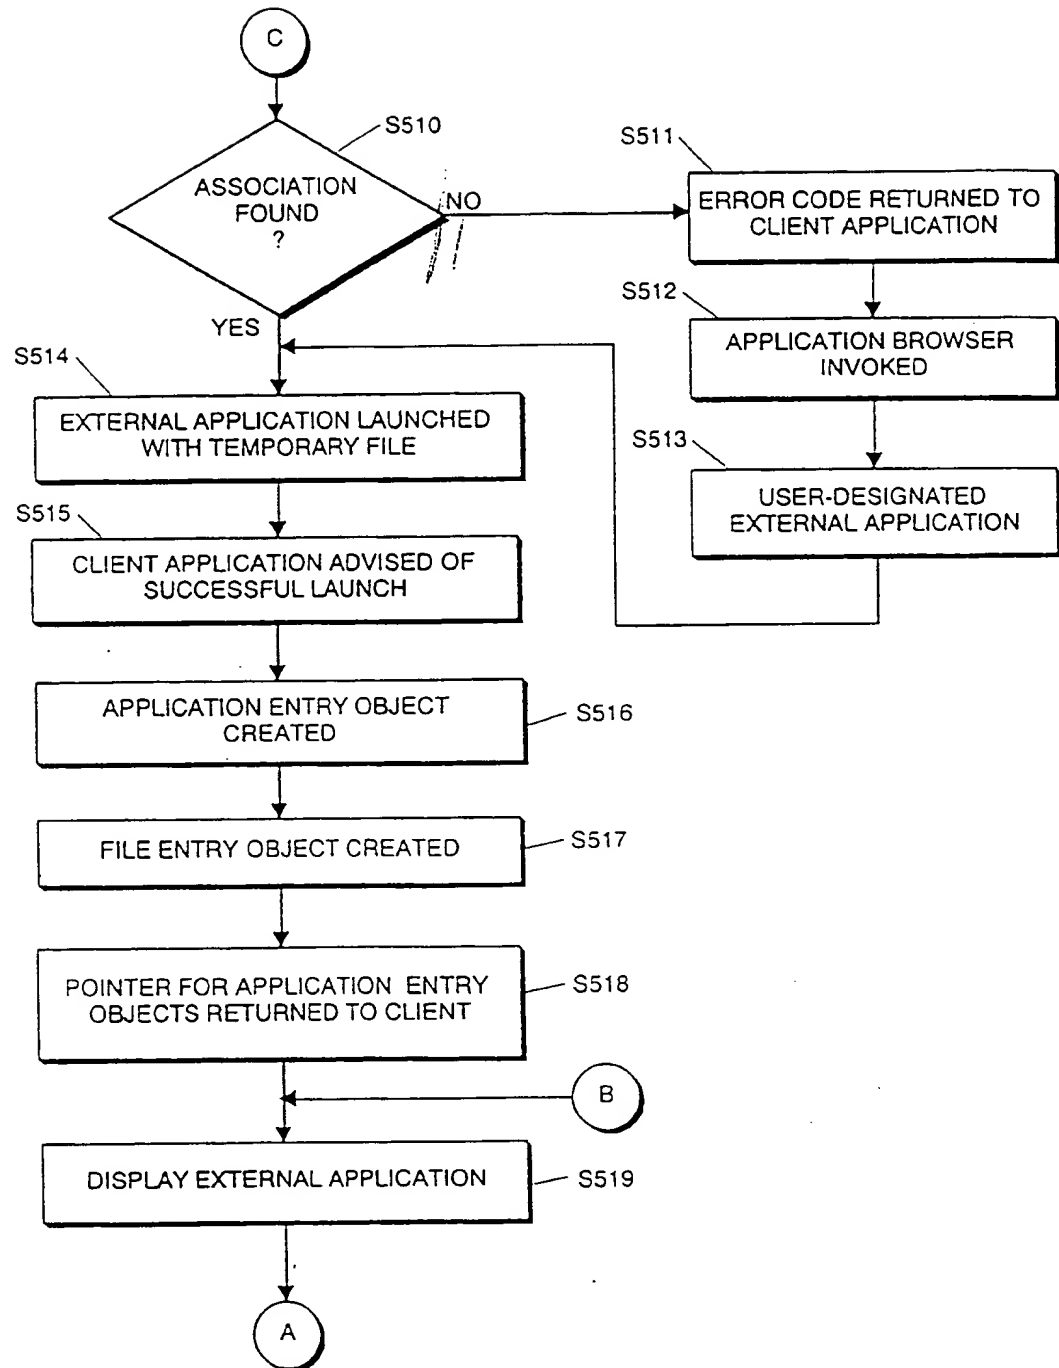 C
S510
ASSOCIATION
FOUND
?
NO
YES
S511
ERROR CODE RETURNED TO
CLIENT APPLICATION
S512
APPLICATION BROWSER
INVOKED
S513
USER-DESIGNATED
EXTERNAL APPLICATION
S514
EXTERNAL APPLICATION LAUNCHED
WITH TEMPORARY FILE
S515
CLIENT APPLICATION ADVISED OF
SUCCESSFUL LAUNCH
APPLICATION ENTRY OBJECT
CREATED
S516
FILE ENTRY OBJECT CREATED
S517
POINTER FOR APPLICATION ENTRY
OBJECTS RETURNED TO CLIENT
S518
B
DISPLAY EXTERNAL APPLICATION
S519
A